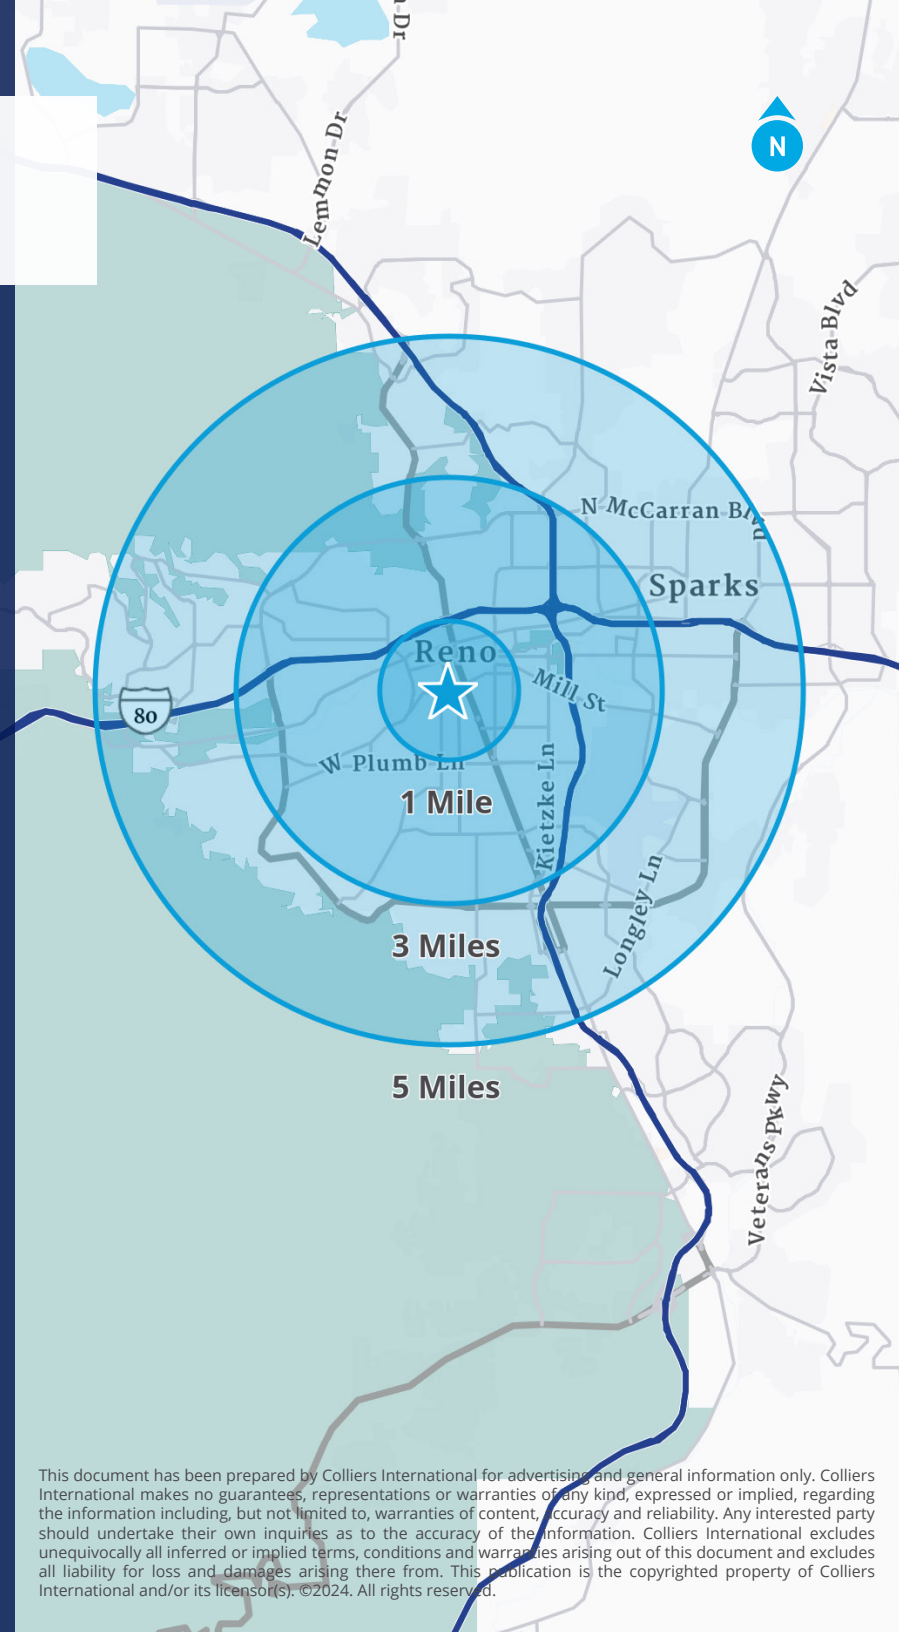 Dr
Lemmon Dr
N
Vista Blvd
N McCarran Blvd
Sparks
Reno
Mill St
80
W Plumb Ln
Kietzke Ln
1 Mile
Longley Ln
3 Miles
5 Miles
Veterans Pkwy
This document has been prepared by Colliers International for advertising and general information only. Colliers
International makes no guarantees, representations or warranties of any kind, expressed or implied, regarding
the information including, but not limited to, warranties of content, accuracy and reliability. Any interested party
should undertake their own inquiries as to the accuracy of the information. Colliers International excludes
unequivocally all inferred or implied terms, conditions and warranties arising out of this document and excludes
all liability for loss and damages arising there from. This publication is the copyrighted property of Colliers
International and/or its licensor(s). ©2024. All rights reserved.